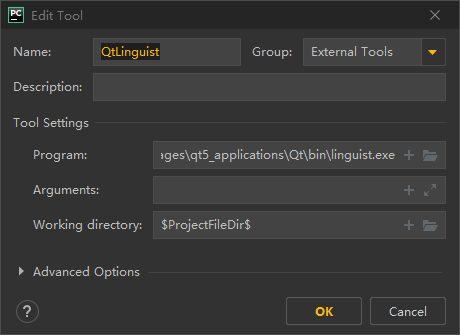 PC Edit Tool
Name: QtLinguist Group: External Tools
Description:
Tool Settings
Program: ages\qt5_applications\Qt\bin\linguist.exe
Arguments:
Working directory: $ProjectFileDir$
Advanced Options
? OK Cancel